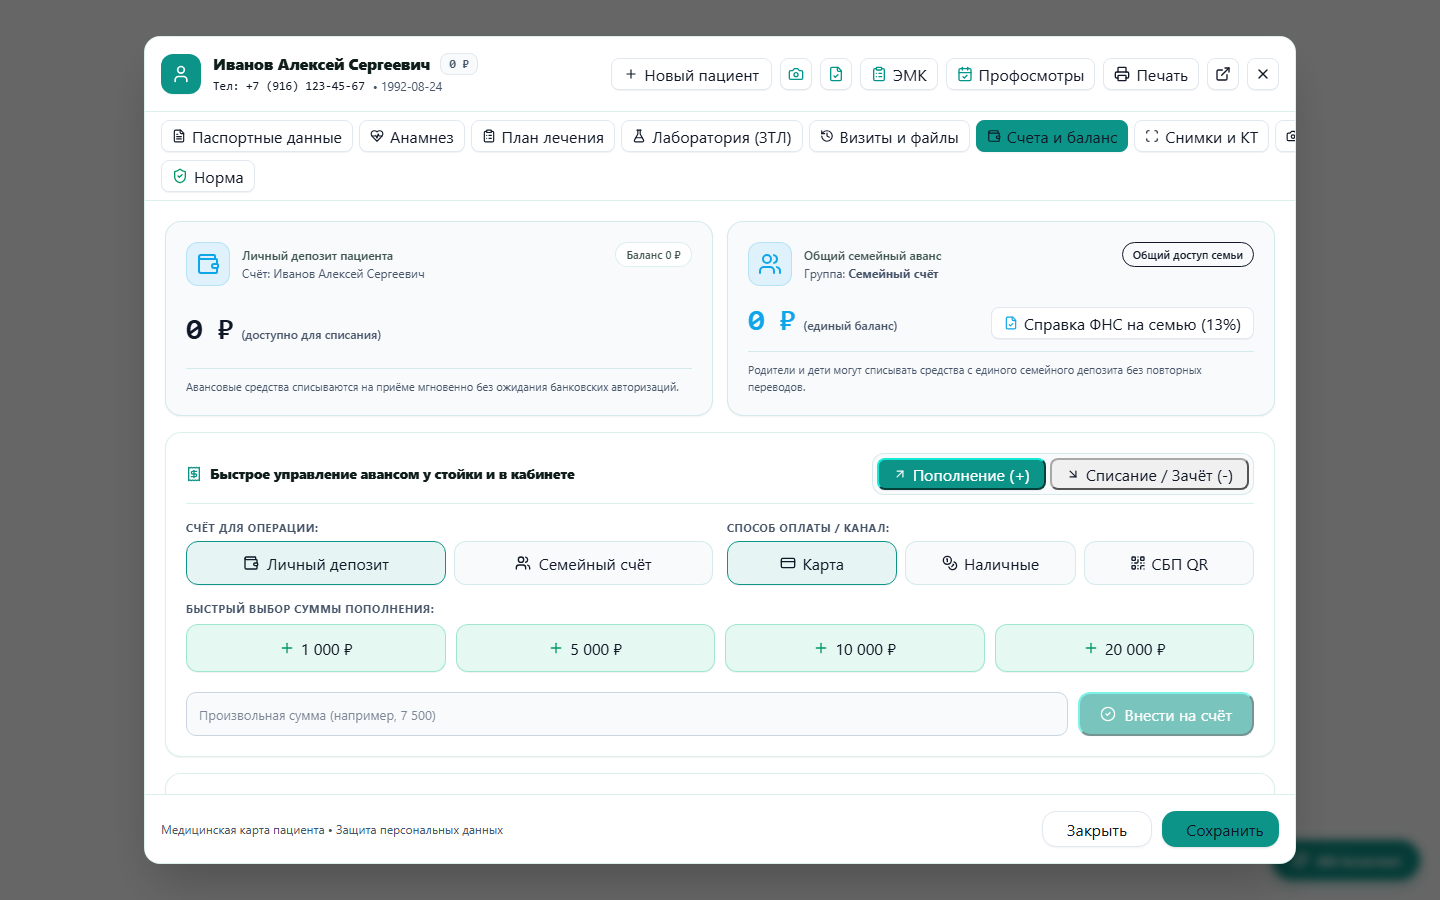 Иванов Алексей Сергеевич 0 ₽
Тел: +7 (916) 123-45-67 • 1992-08-24
Новый пациент
ЭМК
Профосмотры
Печать
Паспортные данные
Анамнез
План лечения
Лаборатория (ЗТЛ)
Визиты и файлы
Счета и баланс
Снимки и КТ
Норма
Личный депозит пациента
Счёт: Иванов Алексей Сергеевич
Баланс 0 ₽
0 ₽ (доступно для списания)
Авансовые средства списываются на приёме мгновенно без ожидания банковских авторизаций.
Общий семейный аванс
Группа: Семейный счёт
Общий доступ семьи
0 ₽ (единый баланс)
Справка ФНС на семью (13%)
Родители и дети могут списывать средства с единого семейного депозита без повторных
переводов.
Быстрое управление авансом у стойки и в кабинете
Пополнение (+)
Списание / Зачёт (-)
СЧЁТ ДЛЯ ОПЕРАЦИИ:
Личный депозит
Семейный счёт
СПОСОБ ОПЛАТЫ / КАНАЛ:
Карта
Наличные
СБП QR
БЫСТРЫЙ ВЫБОР СУММЫ ПОПОЛНЕНИЯ:
+ 1 000 ₽
+ 5 000 ₽
+ 10 000 ₽
+ 20 000 ₽
Произвольная сумма (например, 7 500)
Внести на счёт
Медицинская карта пациента • Защита персональных данных
Закрыть
Сохранить